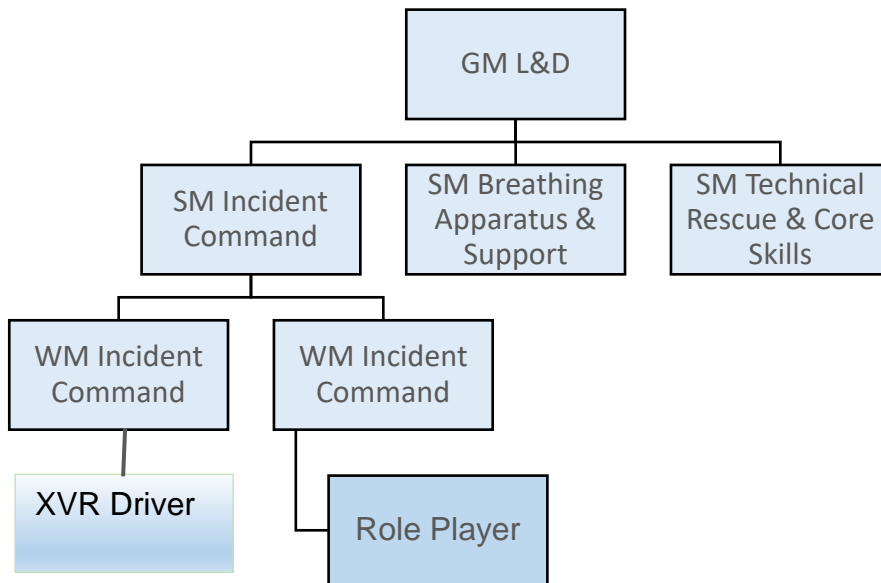 GM L&D
SM Incident
Command
SM Breathing
Apparatus &
Support
SM Technical
Rescue & Core
Skills
WM Incident
Command
WM Incident
Command
XVR Driver
Role Player